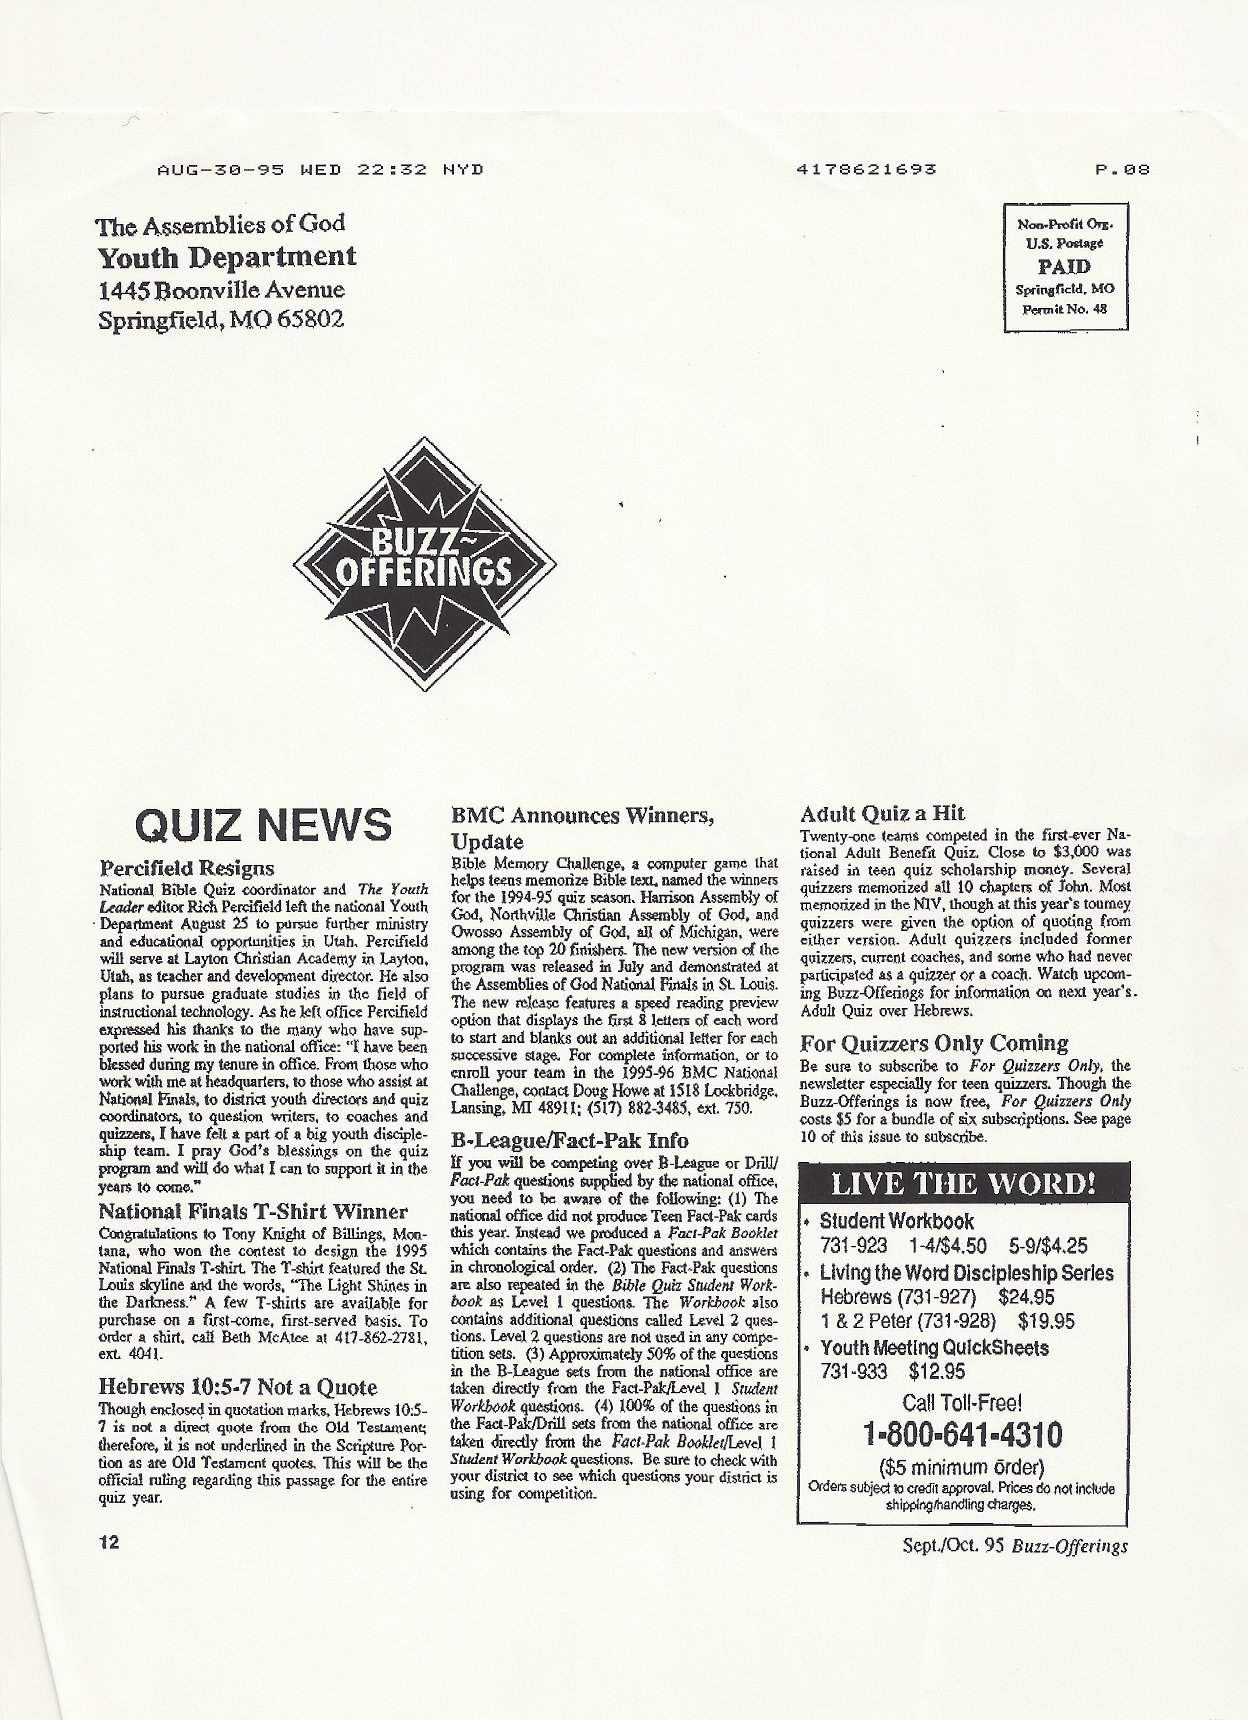 AUG-30-95 WED 22:32 NYD
4178621693
P.08
The Assemblies of God
Youth Department
1445 Boonville Avenue
Springfield, MO 65802
Non-Profit Org.
U.S. Postage
PAID
Springfield, MO
Permit No. 48
BUZZ~
OFFERINGS
QUIZ NEWS
Percifield Resigns
National Bible Quiz coordinator and The Youth
Leader editor Rich Percifield left the national Youth
Department August 25 to pursue further ministry
and educational opportunities in Utah. Percifield
will serve at Layton Christian Academy in Layton,
Utah, as teacher and development director. He also
plans to pursue graduate studies in the field of
instructional technology. As he left office Percifield
expressed his thanks to the many who have sup-
ported his work in the national office: "I have been
blessed during my tenure in office. From those who
work with me at headquarters, to those who assist at
National Finals, to district youth directors and quiz
coordinators, to question writers, to coaches and
quizzers, I have felt a part of a big youth disciple-
ship team. I pray God's blessings on the quiz
program and will do what I can to support it in the
years to come."
National Finals T-Shirt Winner
Congratulations to Tony Knight of Billings, Mon-
tana, who won the contest to design the 1995
National Finals T-shirt. The T-shirt featured the St.
Louis skyline and the words, "The Light Shines in
the Darkness." A few T-shirts are available for
purchase on a first-come, first-served basis. To
order a shirt, call Beth McAtee at 417-862-2781,
ext. 4041.
Hebrews 10:5-7 Not a Quote
Though enclosed in quotation marks, Hebrews 10:5-
7 is not a direct quote from the Old Testament;
therefore, it is not underlined in the Scripture Por-
tion as are Old Testament quotes. This will be the
official ruling regarding this passage for the entire
quiz year.
BMC Announces Winners,
Update
Bible Memory Challenge, a computer game that
helps teens memorize Bible text, named the winners
for the 1994-95 quiz season. Harrison Assembly of
God, Northville Christian Assembly of God, and
Owosso Assembly of God, all of Michigan, were
among the top 20 finishers. The new version of the
program was released in July and demonstrated at
the Assemblies of God National Finals in St. Louis.
The new release features a speed reading preview
option that displays the first 8 letters of each word
to start and blanks out an additional letter for each
successive stage. For complete information, or to
enroll your team in the 1995-96 BMC National
Challenge, contact Doug Howe at 1518 Lockbridge,
Lansing, MI 48911; (517) 882-3485, ext. 750.
B-League/Fact-Pak Info
If you will be competing over B-League or Drill/
Fact-Pak questions supplied by the national office,
you need to be aware of the following: (1) The
national office did not produce Teen Fact-Pak cards
this year. Instead we produced a Fact-Pak Booklet
which contains the Fact-Pak questions and answers
in chronological order. (2) The Fact-Pak questions
are also repeated in the Bible Quiz Student Work-
book as Level 1 questions. The Workbook also
contains additional questions called Level 2 ques-
tions. Level 2 questions are not used in any compe-
tition sets. (3) Approximately 50% of the questions
in the B-League sets from the national office are
taken directly from the Fact-Pak/Level 1 Student
Workbook questions. (4) 100% of the questions in
the Fact-Pak/Drill sets from the national office are
taken directly from the Fact-Pak Booklet/Level 1
Student Workbook questions. Be sure to check with
your district to see which questions your district is
using for competition.
Adult Quiz a Hit
Twenty-one teams competed in the first-ever Na-
tional Adult Benefit Quiz. Close to $3,000 was
raised in teen quiz scholarship money. Several
quizzers memorized all 10 chapters of John. Most
memorized in the NIV, though at this year's tourney
quizzers were given the option of quoting from
either version. Adult quizzers included former
quizzers, current coaches, and some who had never
participated as a quizzer or a coach. Watch upcom-
ing Buzz-Offerings for information on next year's
Adult Quiz over Hebrews.
For Quizzers Only Coming
Be sure to subscribe to For Quizzers Only, the
newsletter especially for teen quizzers. Though the
Buzz-Offerings is now free, For Quizzers Only
costs $5 for a bundle of six subscriptions. See page
10 of this issue to subscribe.
LIVE THE WORD!
• Student Workbook
731-923 1-4/$4.50 5-9/$4.25
• Living the Word Discipleship Series
Hebrews (731-927) $24.95
1 & 2 Peter (731-928) $19.95
• Youth Meeting QuickSheets
731-933 $12.95
Call Toll-Free!
1-800-641-4310
($5 minimum order)
Orders subject to credit approval. Prices do not include
shipping/handling charges.
12
Sept./Oct. 95 Buzz-Offerings